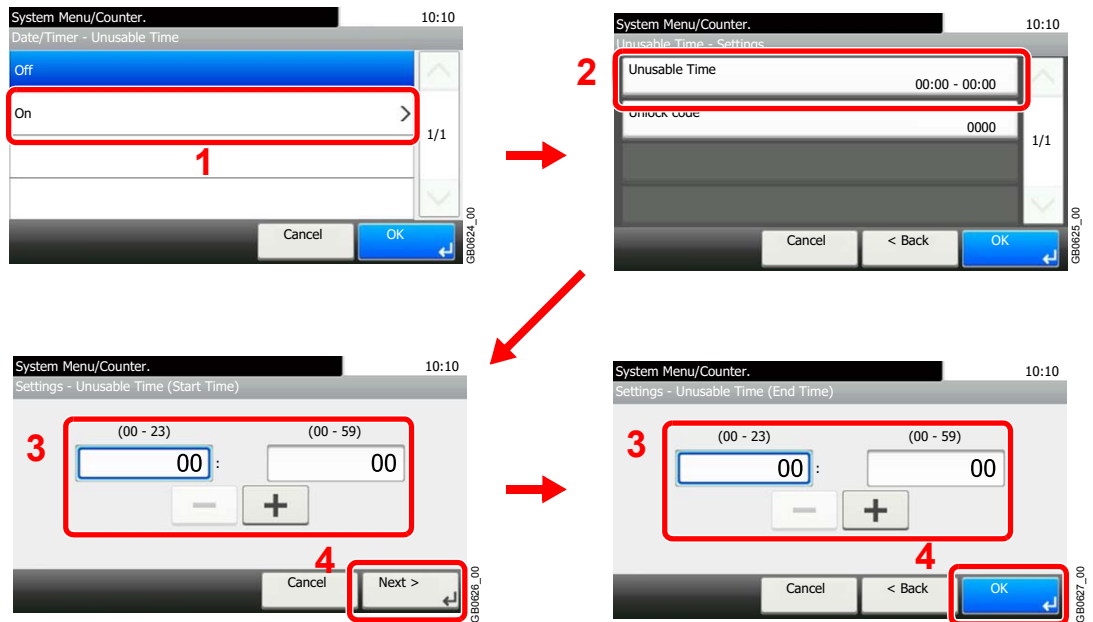 System Menu/Counter.
10:10
Date/Timer - Unusable Time
Off
On
1/1
1
Cancel
OK
GB0624_00
System Menu/Counter.
10:10
Unusable Time - Settings
2
Unusable Time
00:00 - 00:00
Unlock code
0000
1/1
Cancel
< Back
OK
GB0625_00
System Menu/Counter.
10:10
Settings - Unusable Time (Start Time)
3
(00 - 23)
(00 - 59)
00 :
00
4
Cancel
Next >
GB0626_00
System Menu/Counter.
10:10
Settings - Unusable Time (End Time)
3
(00 - 23)
(00 - 59)
00 :
00
4
Cancel
< Back
OK
GB0627_00